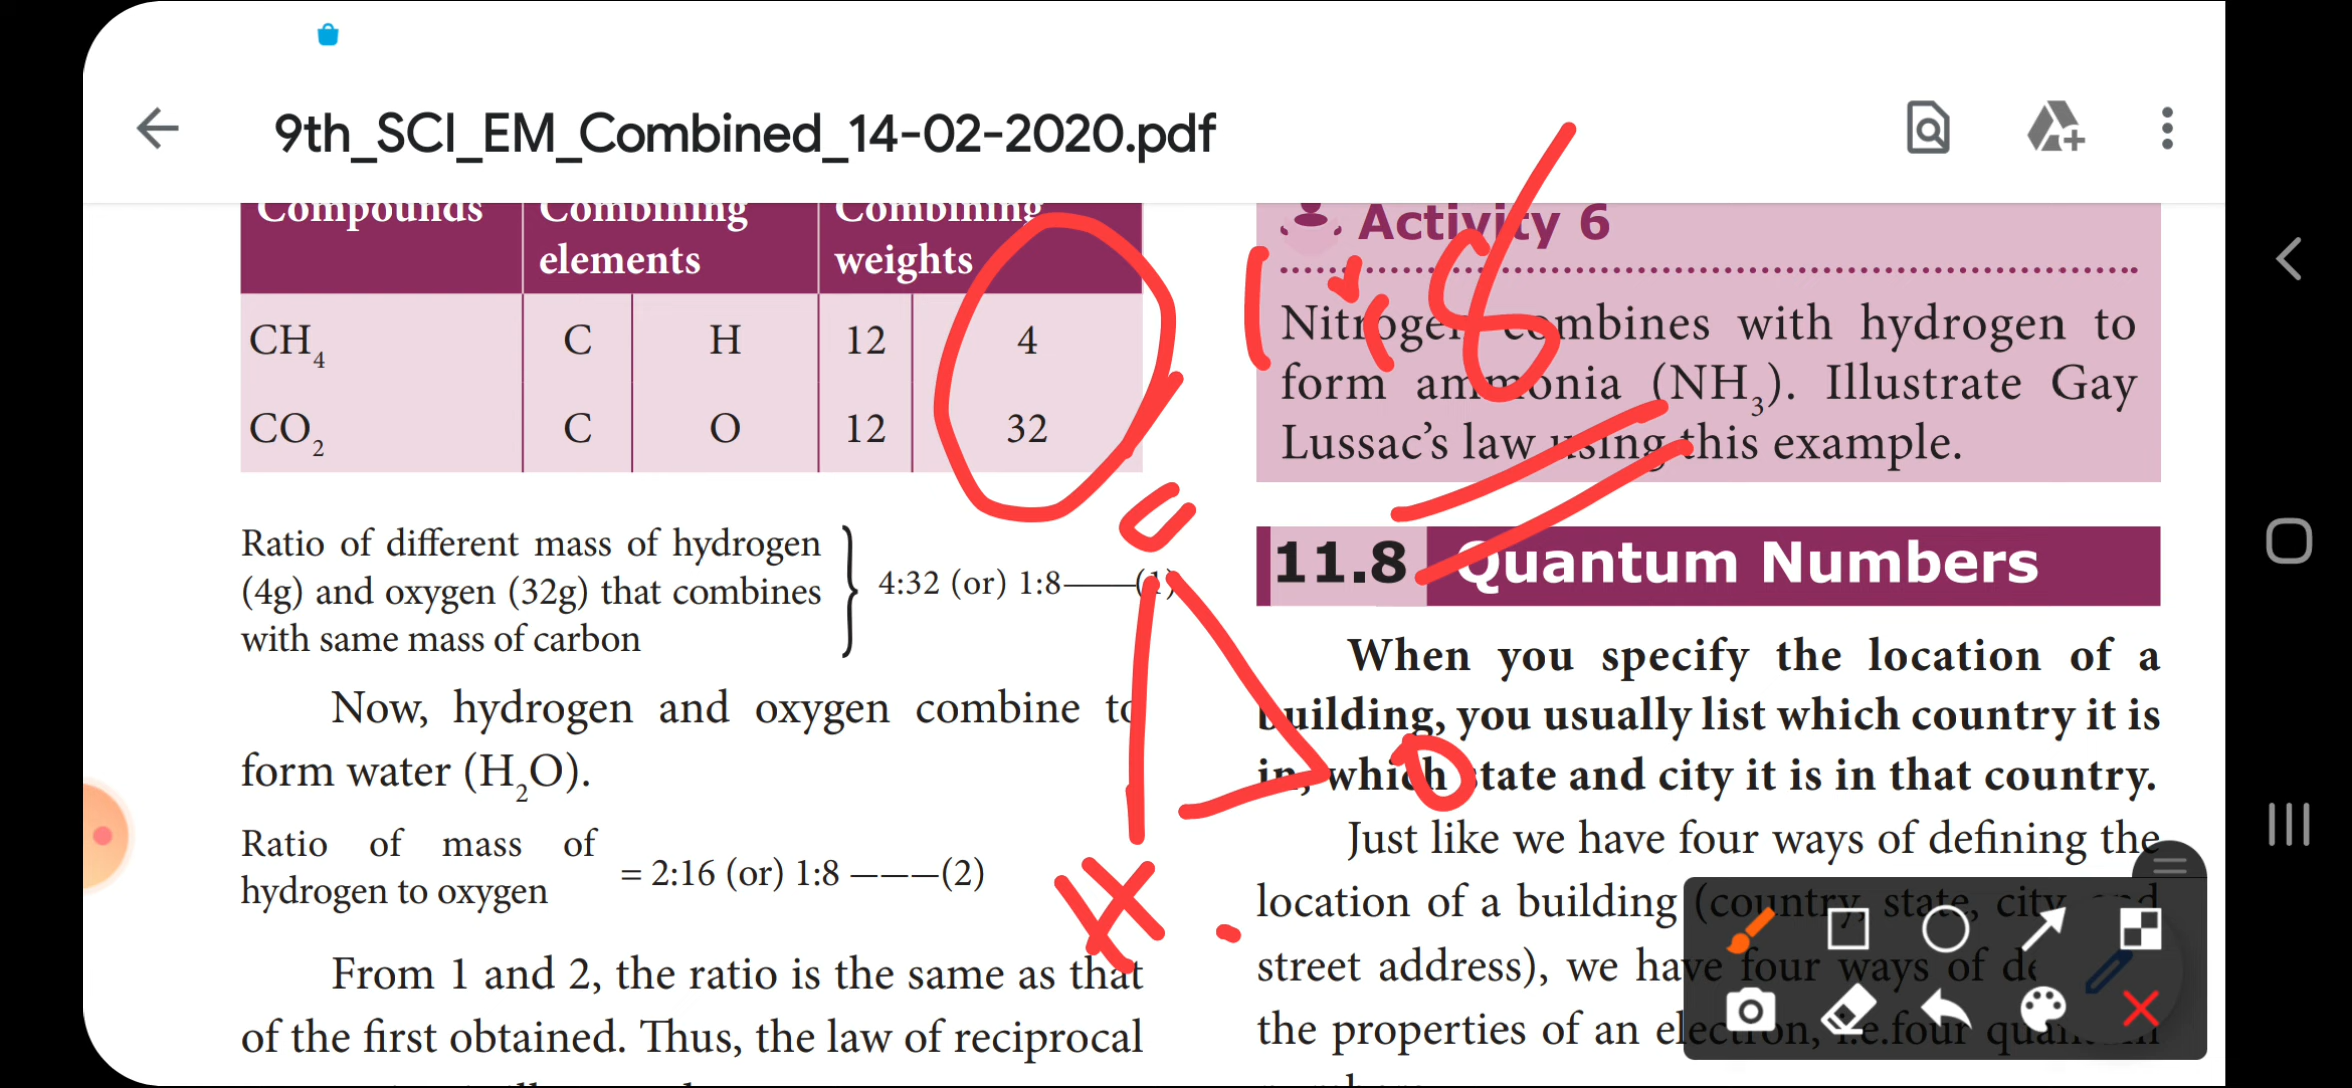 9th_SCI_EM_Combined_14-02-2020.pdf
Compounds Combining elements Combining weights
CH4 C H 12 4
CO2 C O 12 32
Ratio of different mass of hydrogen
(4g) and oxygen (32g) that combines
with same mass of carbon
4:32 (or) 1:8——(1)
Now, hydrogen and oxygen combine to
form water (H2O).
Ratio of mass of
hydrogen to oxygen
= 2:16 (or) 1:8 ———(2)
From 1 and 2, the ratio is the same as that
of the first obtained. Thus, the law of reciprocal
Activity 6
Nitrogen combines with hydrogen to
form ammonia (NH3). Illustrate Gay
Lussac's law using this example.
11.8 Quantum Numbers
When you specify the location of a
building, you usually list which country it is
in, which state and city it is in that country.
Just like we have four ways of defining the
location of a building (country, state, city and
street address), we have four ways of
the properties of an electron, i.e.four quantum